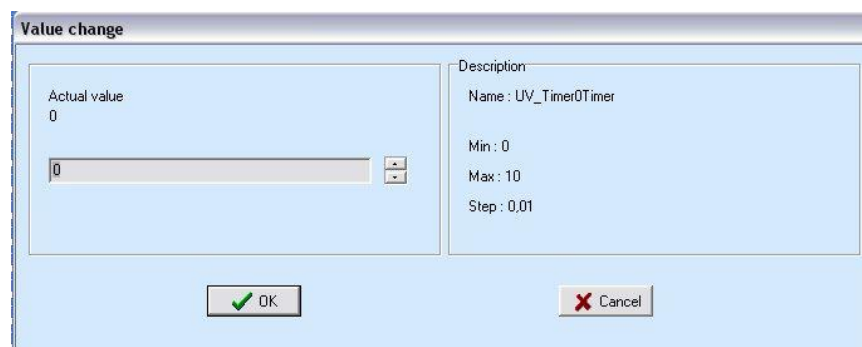 Value change
Actual value
0
0
Description
Name : UV_Timer0Timer
Min : 0
Max : 10
Step : 0,01
OK
Cancel